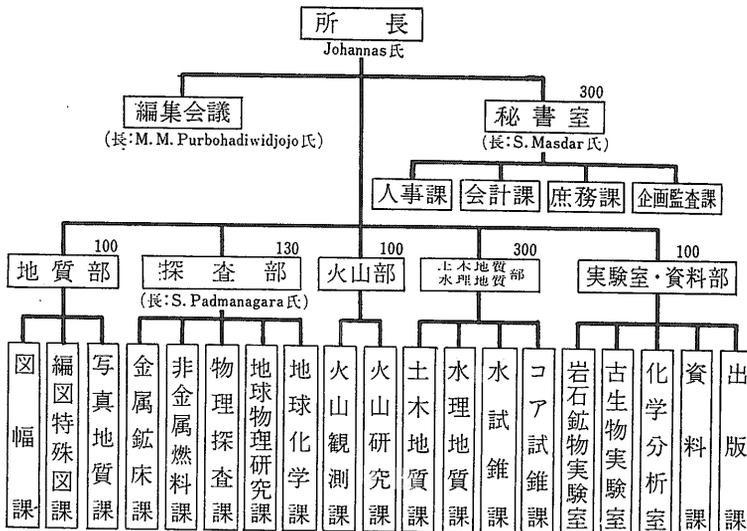 所長
Johannas氏
編集会議
(長:M. M. Purbohadiwidjojo氏)
300
秘書室
(長:S. Masdar氏)
人事課
会計課
庶務課
企画監査課
100
地質部
130
探査部
(長:S. Padmanagara氏)
100
火山部
300
土木地質
水理地質部
100
実験室・資料部
図幅課
編図特殊図課
写真地質課
金属鉱床課
非金属燃料課
物理探査課
地球物理研究課
地球化学課
火山観測課
火山研究課
土木地質課
水理地質課
水試錐課
コア試錐課
岩石鉱物実験室
古生物実験室
化学分析室
資料課
出版課